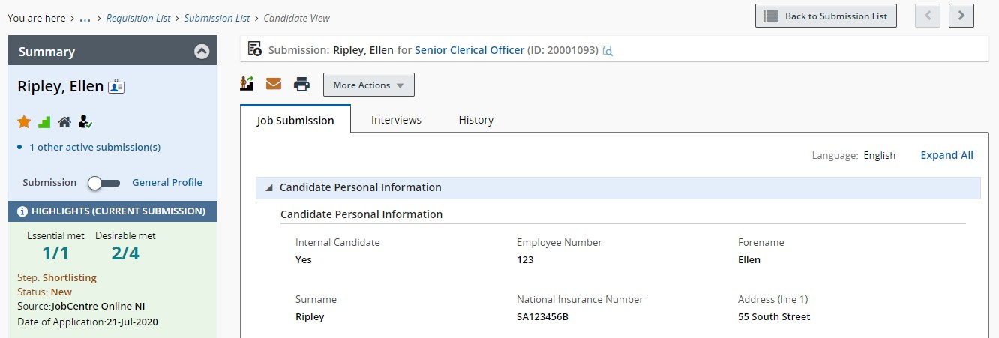 You are here > ... > Requisition List > Submission List > Candidate View
Back to Submission List
Summary
Submission: Ripley, Ellen for Senior Clerical Officer (ID: 20001093)
Ripley, Ellen
More Actions
Job Submission Interviews History
1 other active submission(s)
Language: English Expand All
Submission General Profile
Candidate Personal Information
HIGHLIGHTS (CURRENT SUBMISSION)
Candidate Personal Information
Essential met Desirable met
1/1 2/4
Internal Candidate Employee Number Forename
Yes 123 Ellen
Step: Shortlisting
Status: New
Source:JobCentre Online NI
Date of Application:21-Jul-2020
Surname National Insurance Number Address (line 1)
Ripley SA123456B 55 South Street